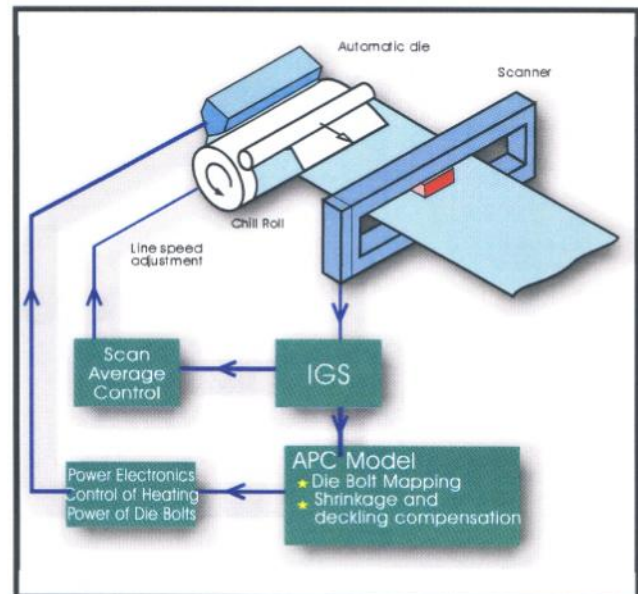 Automatic die
Scanner
Chill Roll
Line speed
adjustment
Scan
Average
Control
IGS
APC Model
Die Bolt Mapping
Shrinkage and
deckling compensation
Power Electronics
Control of Heating
Power of Die Bolts